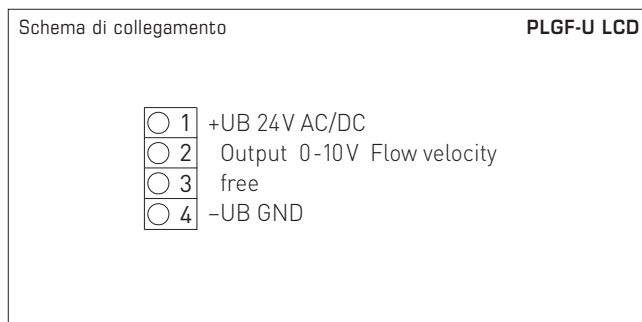 Schema di collegamento PLGF-U LCD
1 +UB 24V AC/DC
2 Output 0-10V Flow velocity
3 free
4 –UB GND